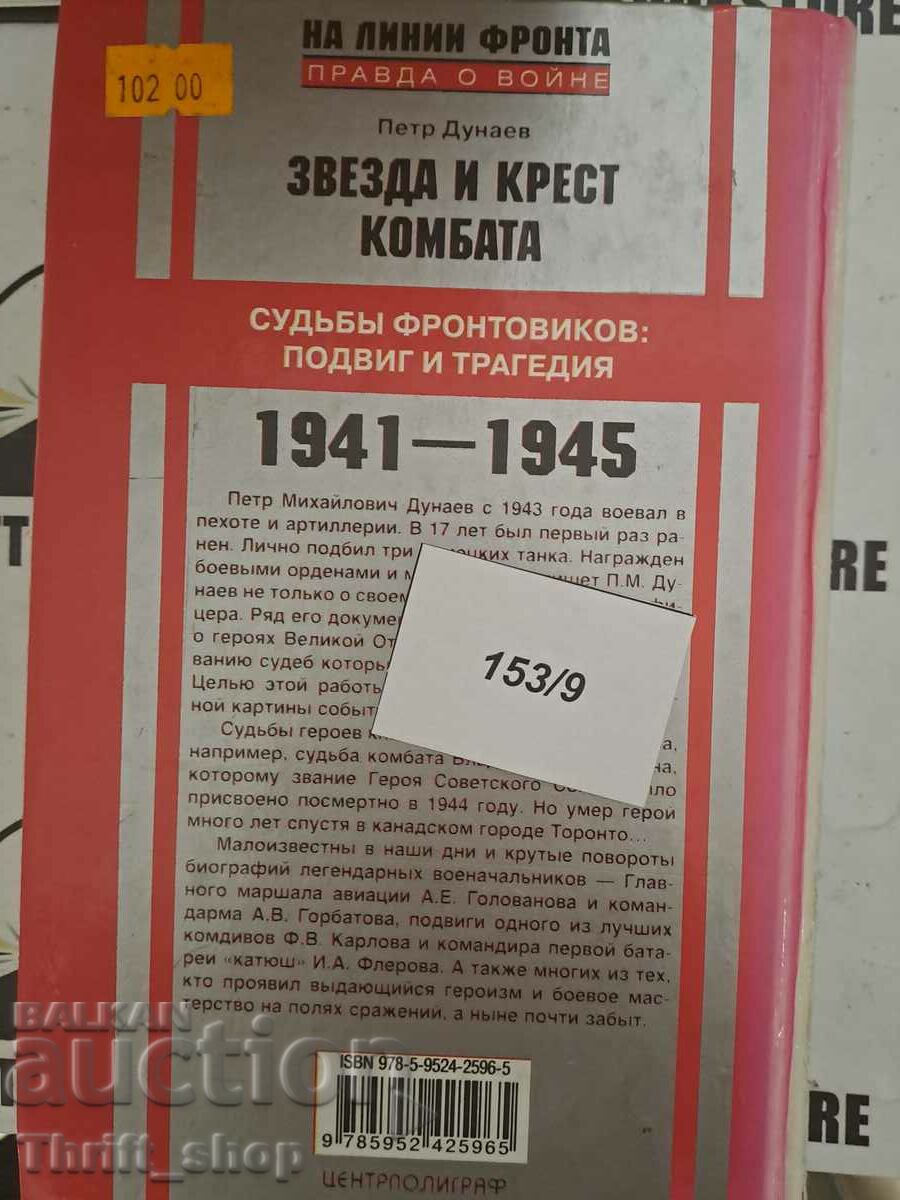 102 00
НА ЛИНИИ ФРОНТА
ПРАВДА О ВОЙНЕ
Петр Дунаев
ЗВЕЗДА И КРЕСТ
КОМБАТА
СУДЬБЫ ФРОНТОВИКОВ:
ПОДВИГ И ТРАГЕДИЯ
1941—1945
Петр Михайлович Дунаев с 1943 года воевал в
пехоте и артиллерии. В 17 лет был первый раз ра-
нен. Лично подбил три танка. Награжден
боевыми орденами и П.М. Ду-
наев не только о своем
цера. Ряд его
о героях Великой
ванию судеб
Целью этой работы
ной картины
Судьбы героев
например, судьба комбата
которому звание Героя Советского
присвоено посмертно в 1944 году. Но умер герой
много лет спустя в канадском городе Торонто...
Малоизвестны в наши дни и крутые повороты
биографий легендарных военачальников — Глав-
ного маршала авиации А.Е. Голованова и коман-
дарма А.В. Горбатова, подвиги одного из лучших
комдивов Ф.В. Карлова и командира первой бата-
реи «катюш» И.А. Флерова. А также многих из тех,
кто проявил выдающийся героизм и боевое мас-
терство на полях сражений, а ныне почти забыт.
153/9
ISBN 978-5-9524-2596-5
9 785952 425965
ЦЕНТРПОЛИГРАФ
BALKAN
auction
Thrift_shop